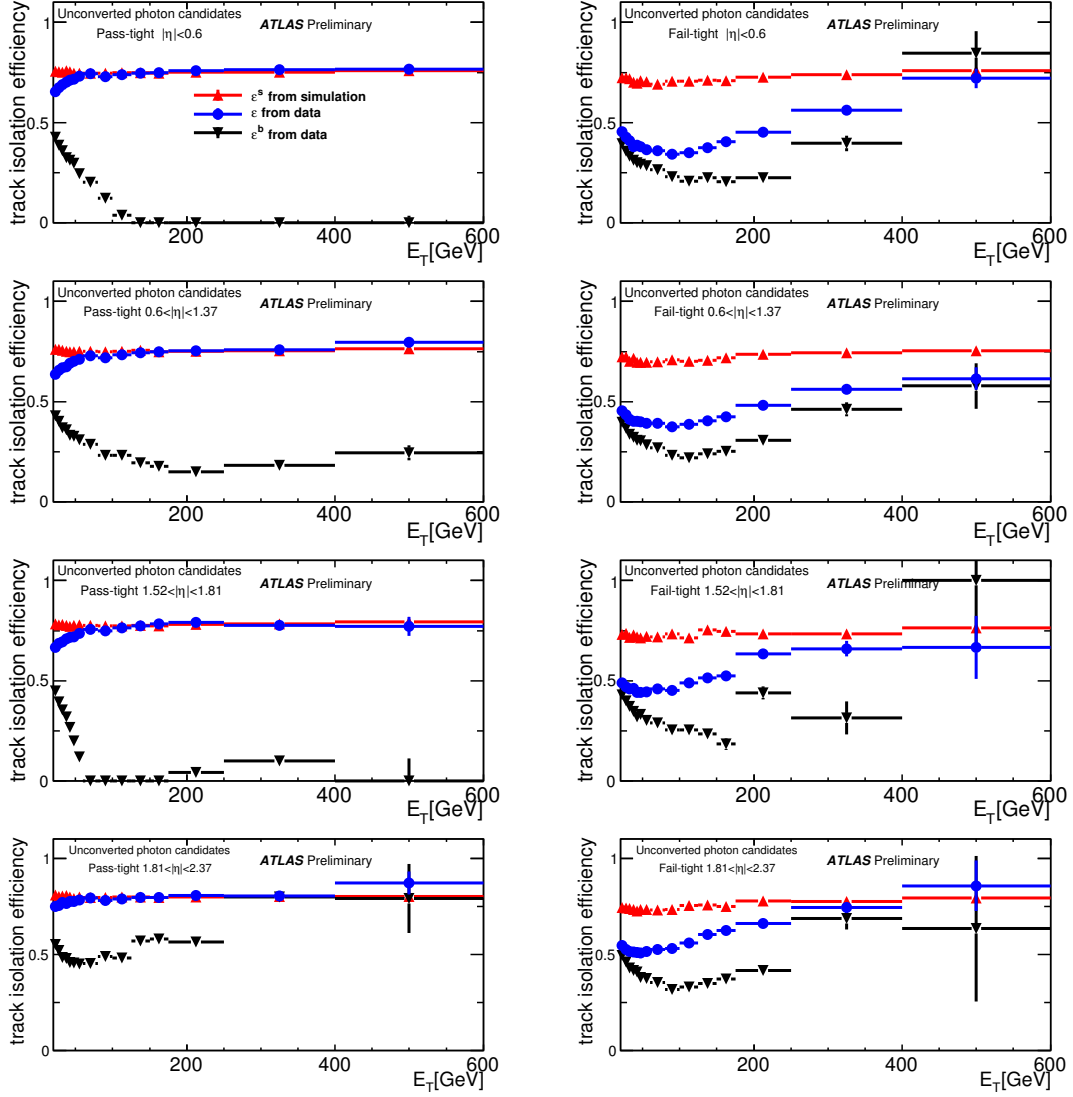 Unconverted photon candidates
ATLAS Preliminary
Pass-tight |η|<0.6
εˢ from simulation
ε from data
εᵇ from data
track isolation efficiency
1
0.5
0
200
400
600
E_T[GeV]
Unconverted photon candidates
ATLAS Preliminary
Fail-tight |η|<0.6
track isolation efficiency
1
0.5
0
200
400
600
E_T[GeV]
Unconverted photon candidates
ATLAS Preliminary
Pass-tight 0.6<|η|<1.37
track isolation efficiency
1
0.5
0
200
400
600
E_T[GeV]
Unconverted photon candidates
ATLAS Preliminary
Fail-tight 0.6<|η|<1.37
track isolation efficiency
1
0.5
0
200
400
600
E_T[GeV]
Unconverted photon candidates
ATLAS Preliminary
Pass-tight 1.52<|η|<1.81
track isolation efficiency
1
0.5
0
200
400
600
E_T[GeV]
Unconverted photon candidates
ATLAS Preliminary
Fail-tight 1.52<|η|<1.81
track isolation efficiency
1
0.5
0
200
400
600
E_T[GeV]
Unconverted photon candidates
ATLAS Preliminary
Pass-tight 1.81<|η|<2.37
track isolation efficiency
1
0.5
0
200
400
600
E_T[GeV]
Unconverted photon candidates
ATLAS Preliminary
Fail-tight 1.81<|η|<2.37
track isolation efficiency
1
0.5
0
200
400
600
E_T[GeV]